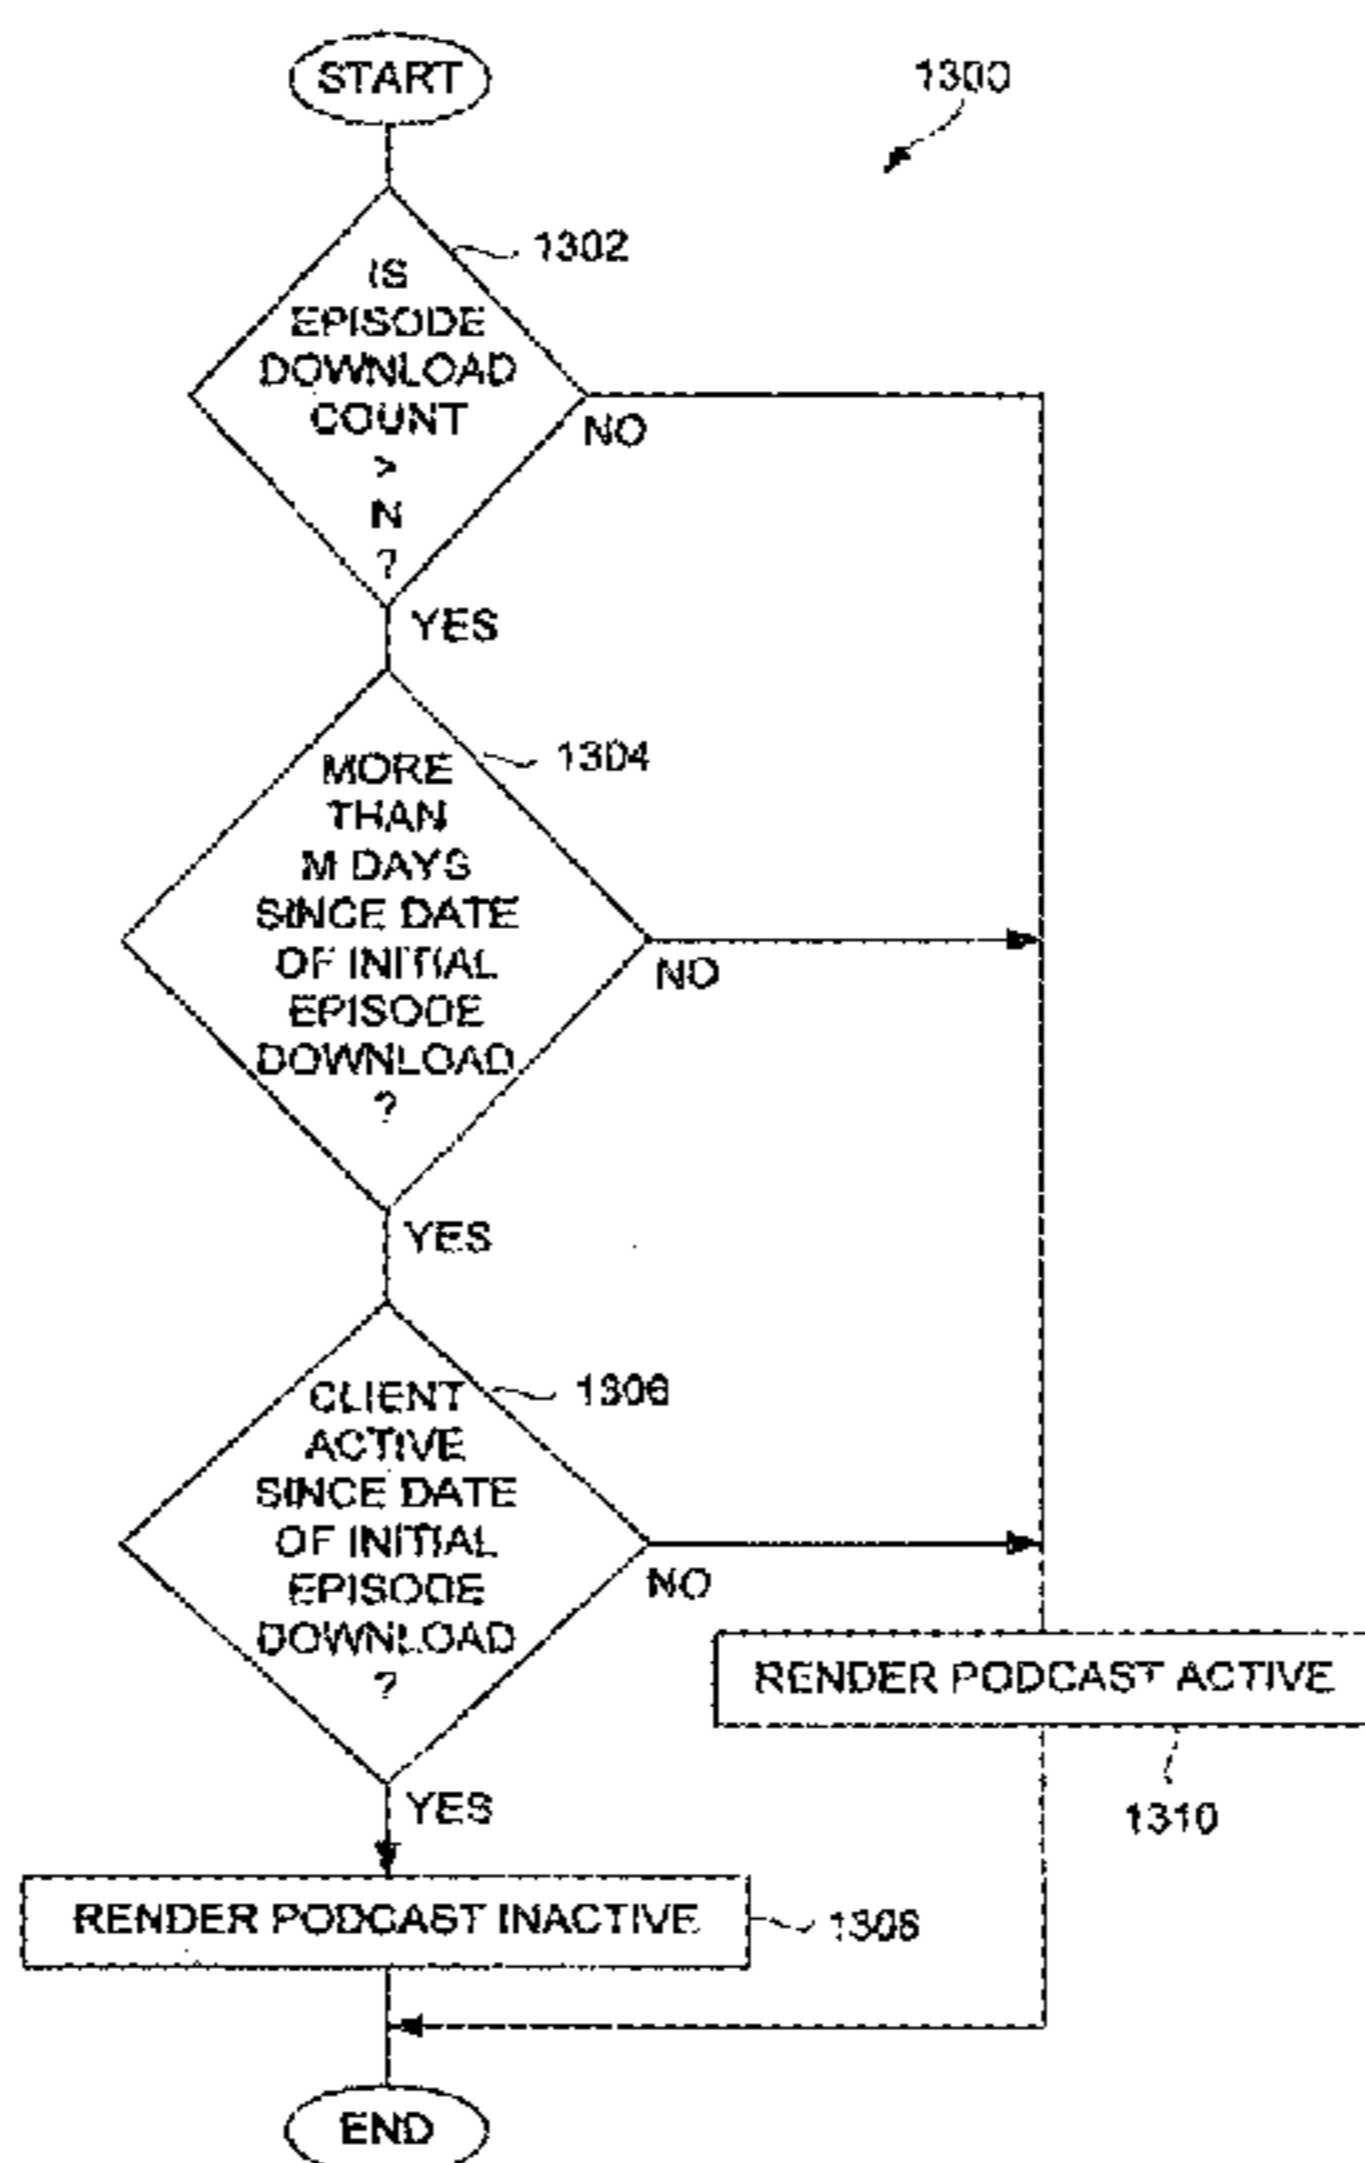 START
1300
1302
IS
EPISODE
DOWNLOAD
COUNT
>
N
?
NO
YES
1304
MORE
THAN
M DAYS
SINCE DATE
OF INITIAL
EPISODE
DOWNLOAD
?
NO
YES
1306
CLIENT
ACTIVE
SINCE DATE
OF INITIAL
EPISODE
DOWNLOAD
?
NO
RENDER PODCAST ACTIVE
1310
YES
RENDER PODCAST INACTIVE
1308
END